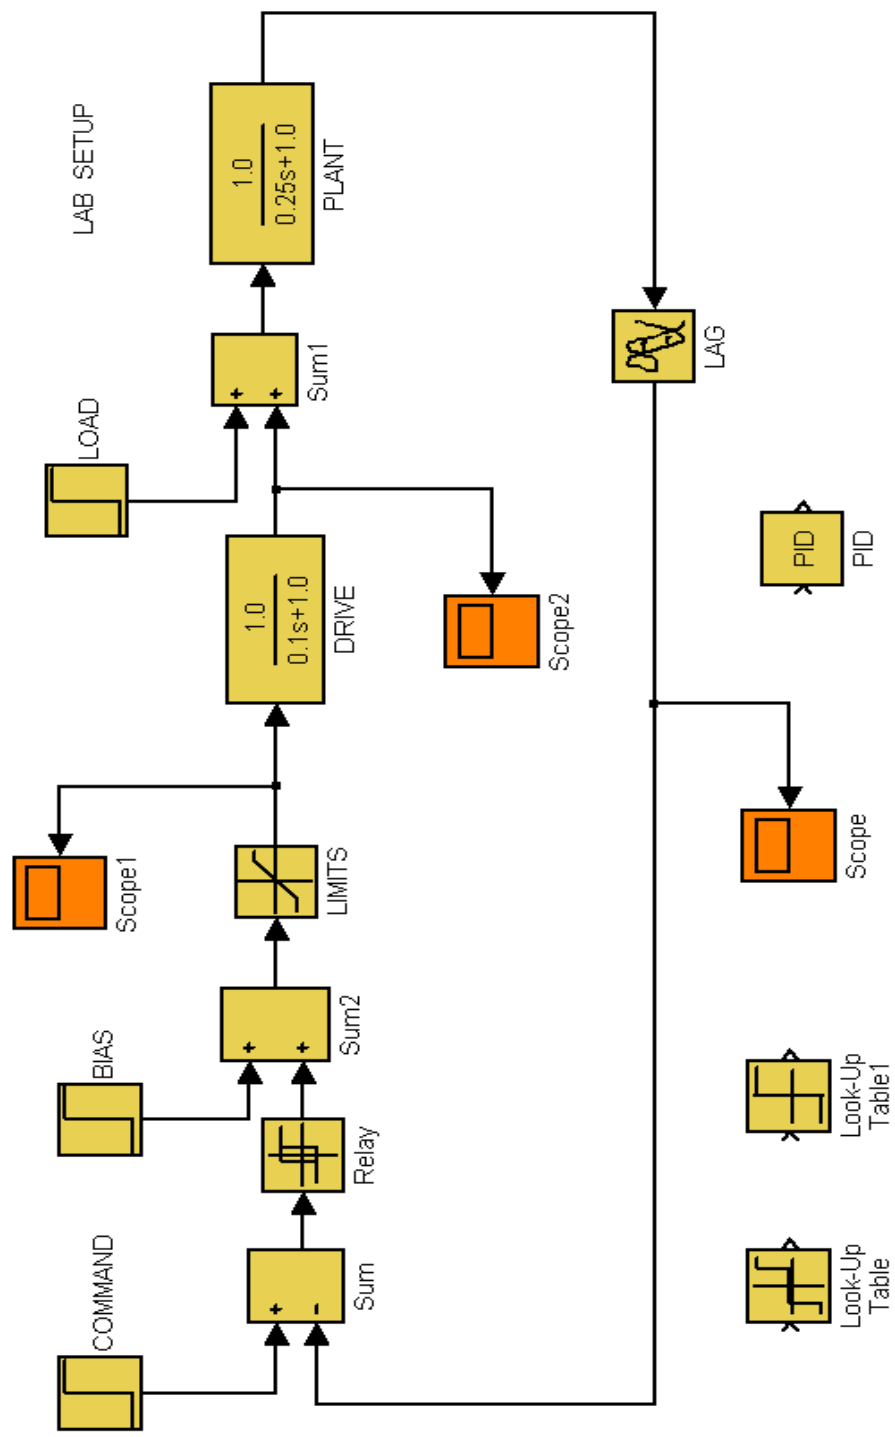 LAB SETUP
COMMAND
+
-
Sum
Relay
BIAS
+
+
Sum2
LIMITS
Scope1
1.0
0.1s+1.0
DRIVE
Scope2
LOAD
+
+
Sum1
1.0
0.25s+1.0
PLANT
LAG
Scope
Look-Up
Table
Look-Up
Table1
PID
PID